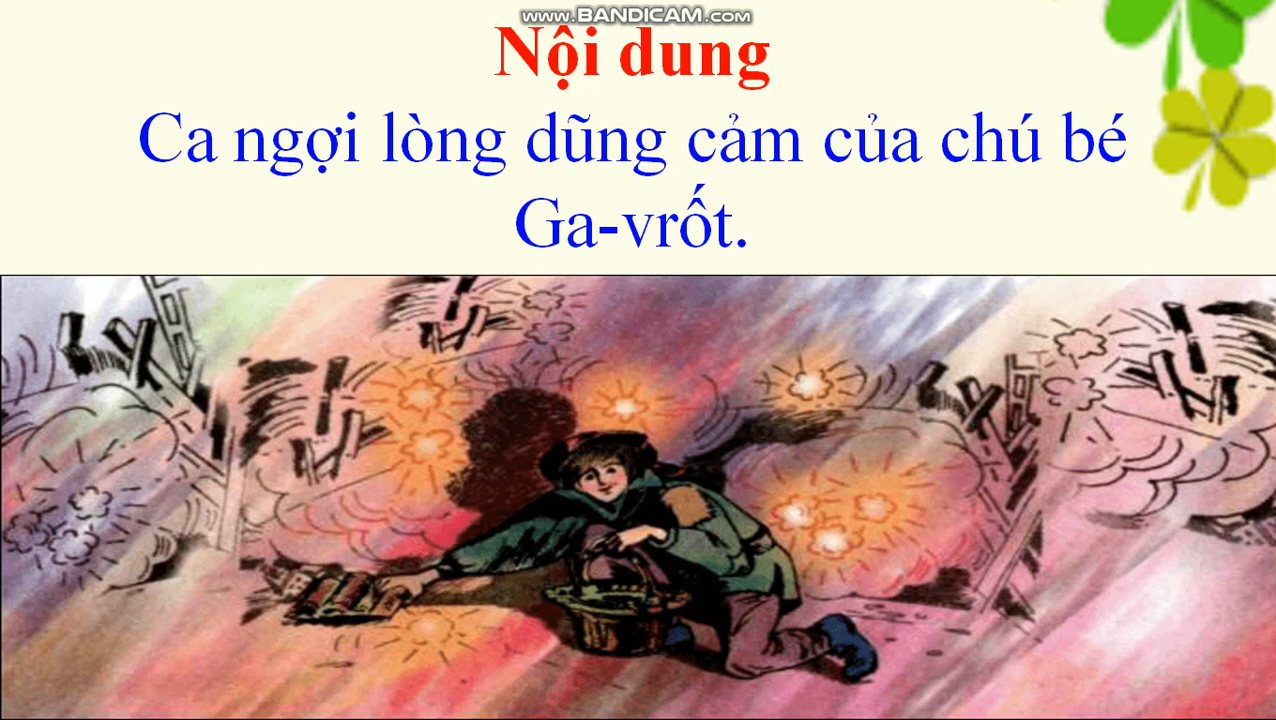 www.BANDICAM.com
Nội dung
Ca ngợi lòng dũng cảm của chú bé
Ga-vrốt.